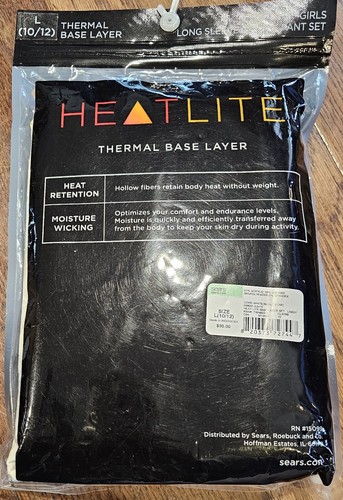 L
(10/12)
THERMAL
BASE LAYER
GIRLS
LONG SLE
ANT SET
HEATLITE
THERMAL BASE LAYER
HEAT
RETENTION
Hollow fibers retain body heat without weight.
MOISTURE
WICKING
Optimizes your comfort and endurance levels.
Moisture is quickly and efficiently transferred away
from the body to keep your skin dry during activity.
SIZE
L(10/12)
$30.00
RN #15099
Distributed by Sears, Roebuck and Co.
Hoffman Estates, IL
sears.com